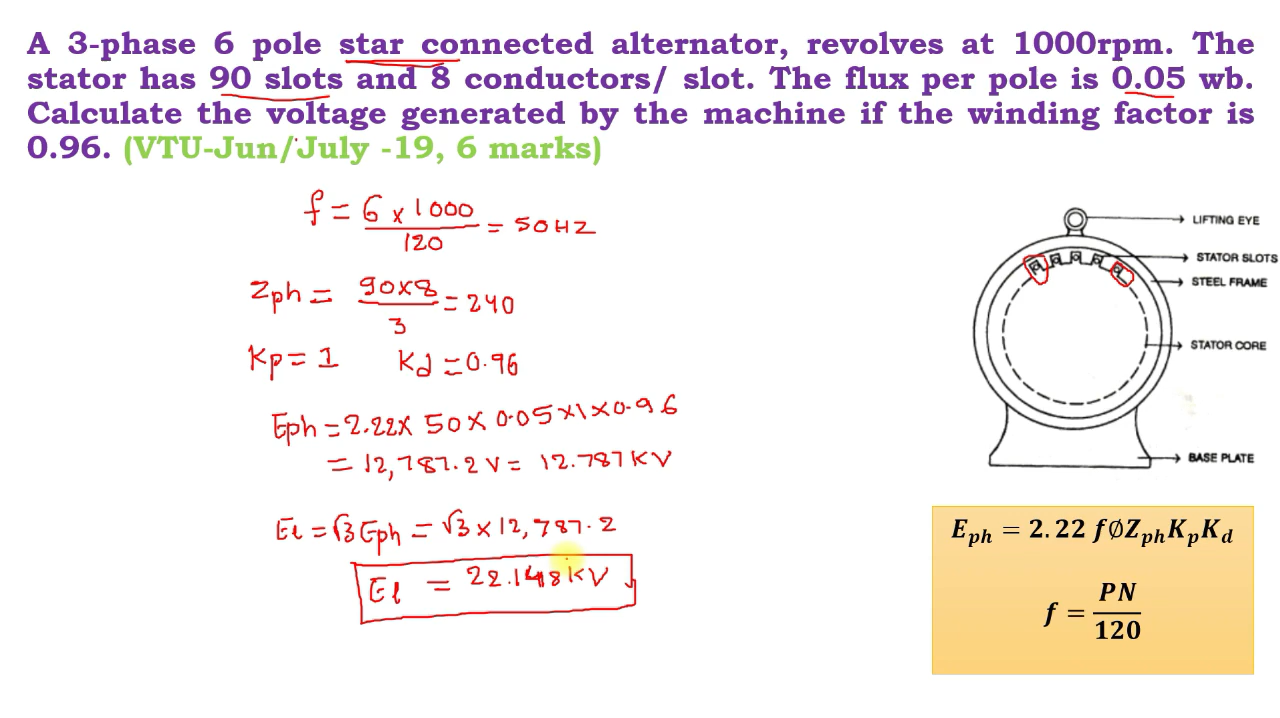 A 3-phase 6 pole star connected alternator, revolves at 1000rpm. The
stator has 90 slots and 8 conductors/ slot. The flux per pole is 0.05 wb.
Calculate the voltage generated by the machine if the winding factor is
0.96. (VTU-Jun/July -19, 6 marks)
f = 6 x 1000 / 120 = 50HZ
Zph = 90x8 / 3 = 240
Kp = 1 Kd = 0.96
Eph = 2.22 x 50 x 0.05 x 1 x 0.96
= 12,787.2 V = 12.787 KV
El = √3 Eph = √3 x 12,787.2
El = 22.148 KV
LIFTING EYE
STATOR SLOTS
STEEL FRAME
STATOR CORE
BASE PLATE
E_ph = 2.22 f∅Z_phK_pK_d
f = PN / 120